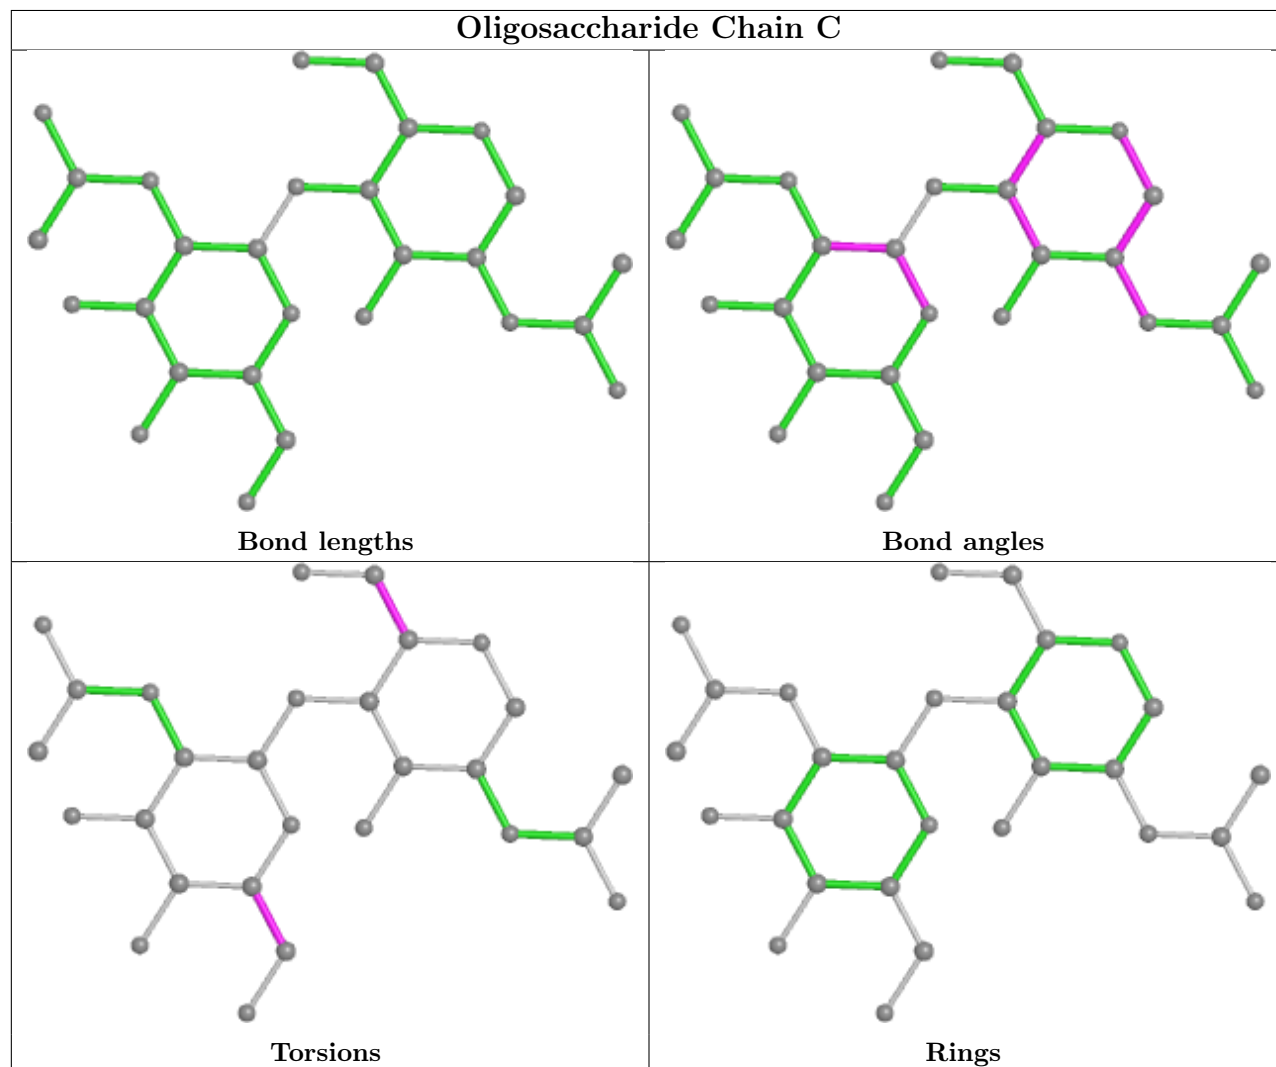 Oligosaccharide Chain C
Bond lengths
Bond angles
Torsions
Rings